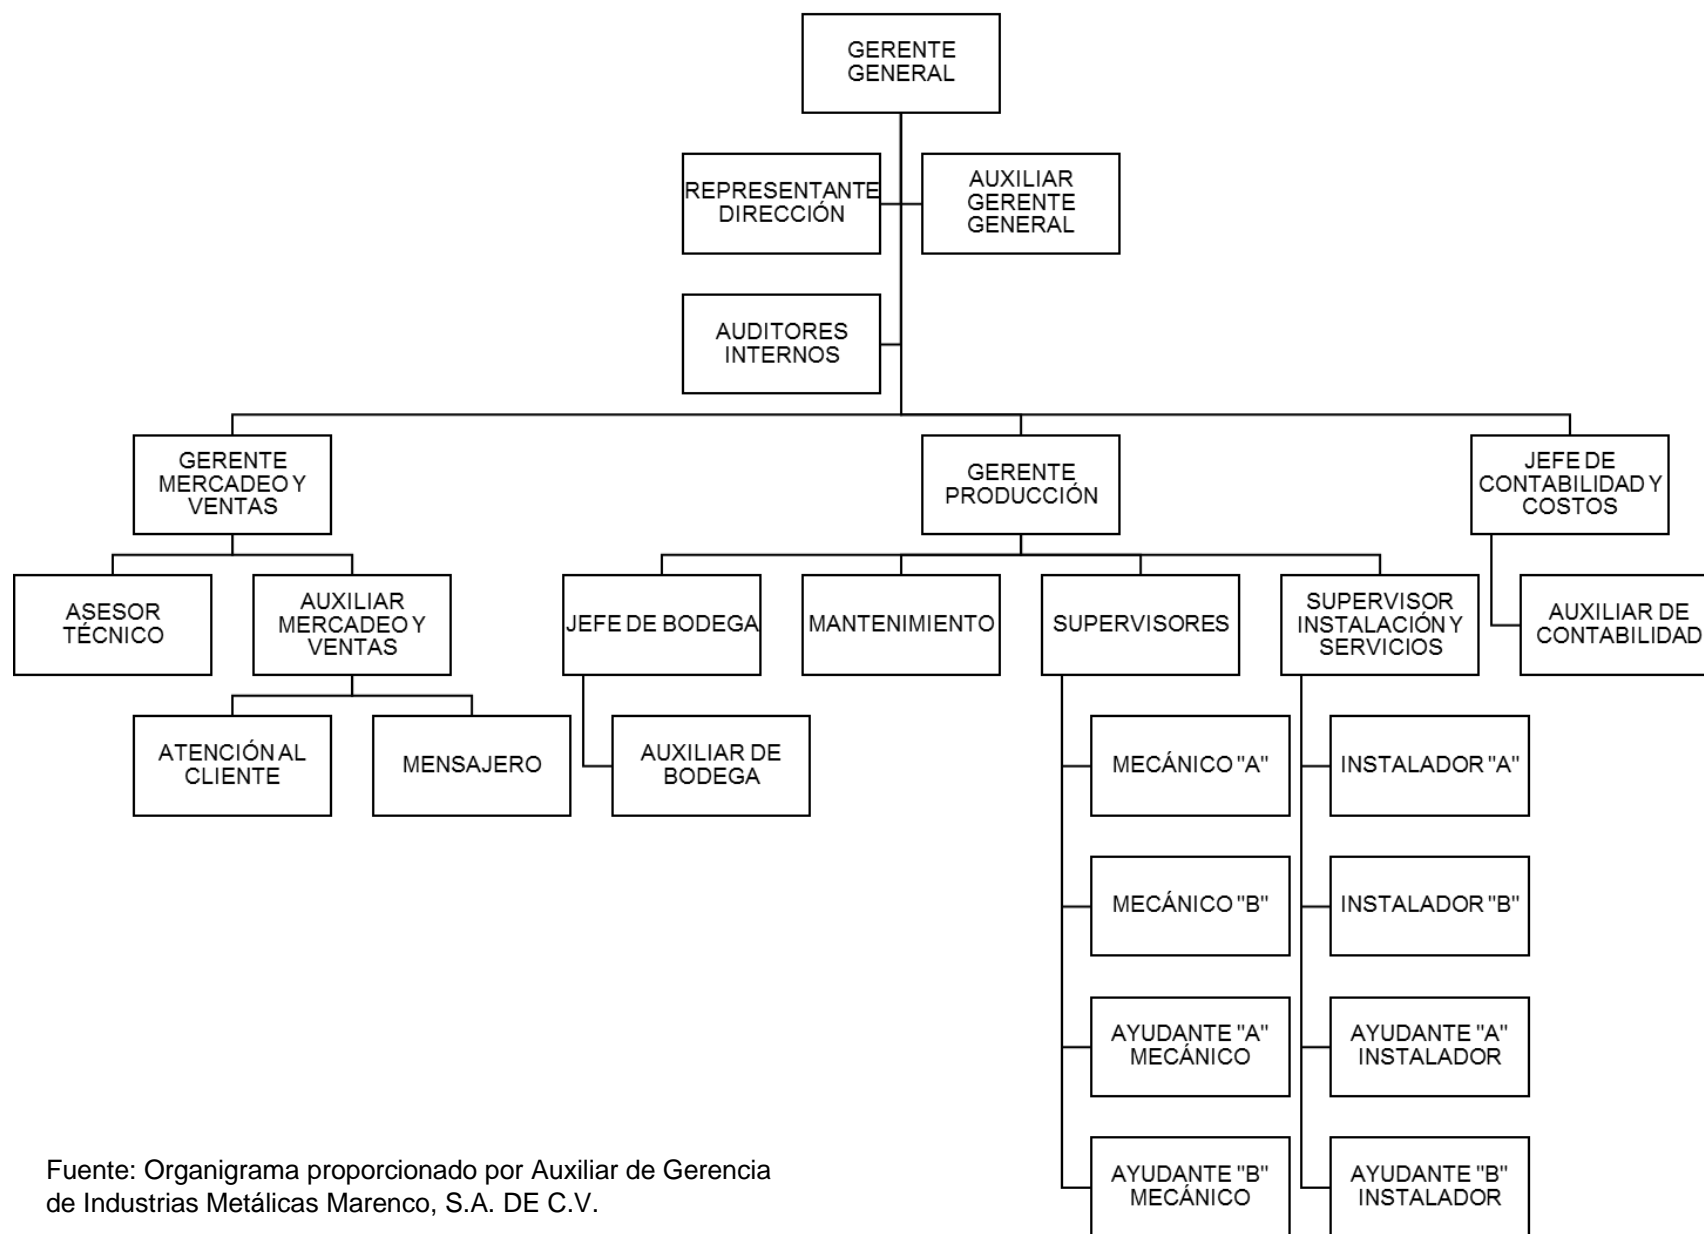 GERENTE
GENERAL
REPRESENTANTE
DIRECCIÓN
AUXILIAR
GERENTE
GENERAL
AUDITORES
INTERNOS
GERENTE
MERCADEO Y
VENTAS
GERENTE
PRODUCCIÓN
JEFE DE
CONTABILIDAD Y
COSTOS
ASESOR
TÉCNICO
AUXILIAR
MERCADEO Y
VENTAS
JEFE DE BODEGA
MANTENIMIENTO
SUPERVISORES
SUPERVISOR
INSTALACIÓN Y
SERVICIOS
AUXILIAR DE
CONTABILIDAD
ATENCIÓN AL
CLIENTE
MENSAJERO
AUXILIAR DE
BODEGA
MECÁNICO "A"
INSTALADOR "A"
MECÁNICO "B"
INSTALADOR "B"
AYUDANTE "A"
MECÁNICO
AYUDANTE "A"
INSTALADOR
AYUDANTE "B"
MECÁNICO
AYUDANTE "B"
INSTALADOR
Fuente: Organigrama proporcionado por Auxiliar de Gerencia
de Industrias Metálicas Marenco, S.A. DE C.V.